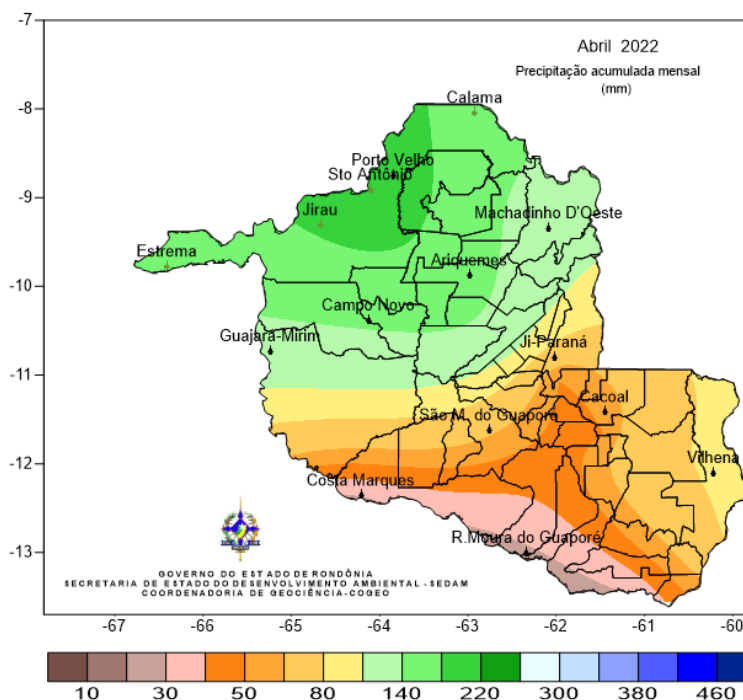 Abril 2022
Precipitação acumulada mensal
(mm)
-7
-8
-9
-10
-11
-12
-13
Calama
Porto Velho
Sto Antônio
Jirau
Machadinho D'Oeste
Estrema
Ariquemes
Campo Novo
Guajará-Mirim
Ji-Paraná
Cacoal
São M. do Guaporé
Vilhena
Costa Marques
R.Moura do Guaporé
GOVERNO DO ESTADO DE RONDÔNIA
SECRETARIA DE ESTADO DO DESENVOLVIMENTO AMBIENTAL -SEDAM
COORDENADORIA DE GEOCIÊNCIA-COGEO
-67 -66 -65 -64 -63 -62 -61 -60
10 30 40 50 80 140 220 300 380 460